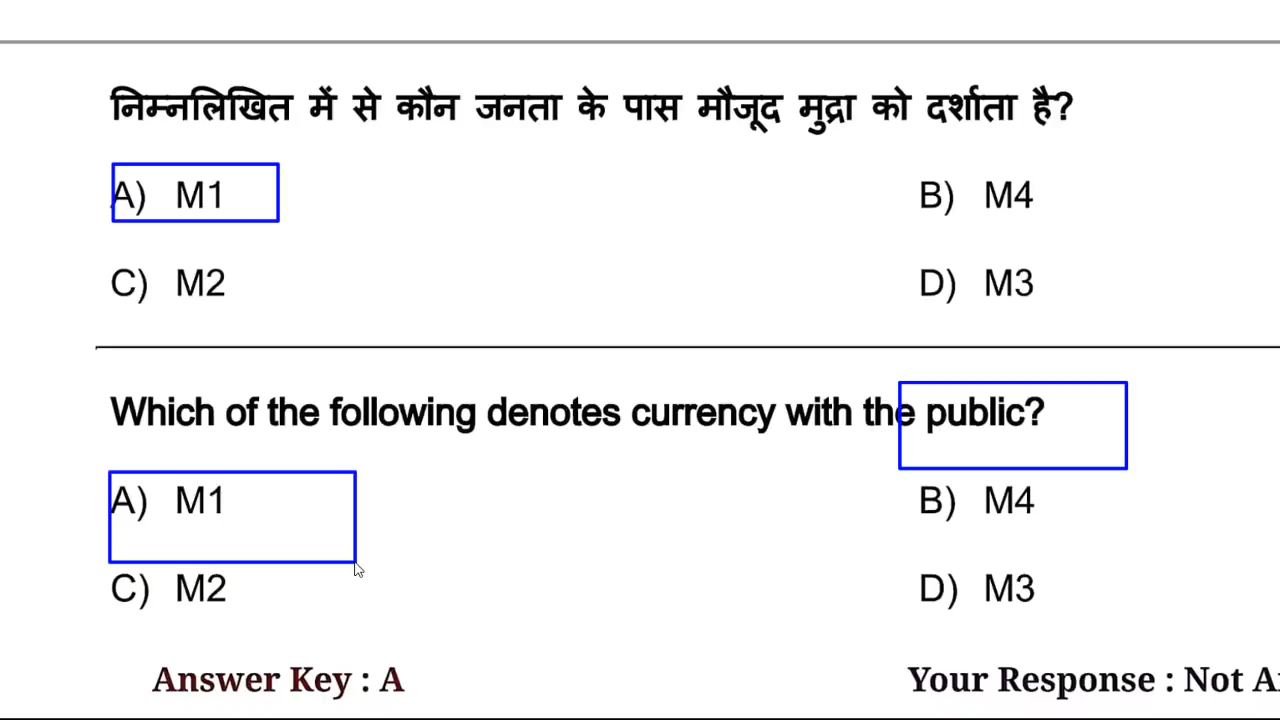 निम्नलिखित में से कौन जनता के पास मौजूद मुद्रा को दर्शाता है?
A) M1 B) M4
C) M2 D) M3
Which of the following denotes currency with the public?
A) M1 B) M4
C) M2 D) M3
Answer Key : A Your Response : Not